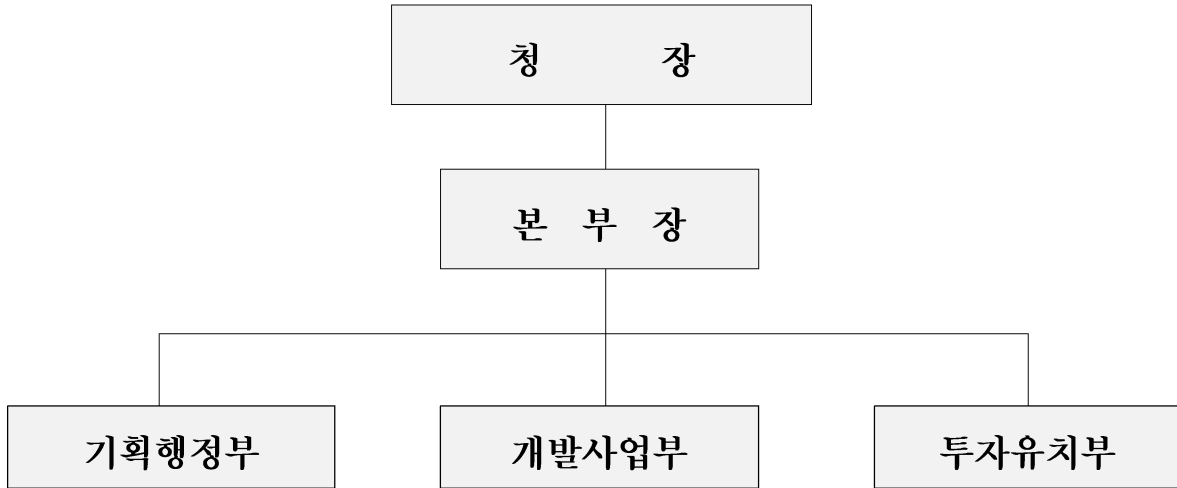 청 장
본 부 장
기획행정부
개발사업부
투자유치부